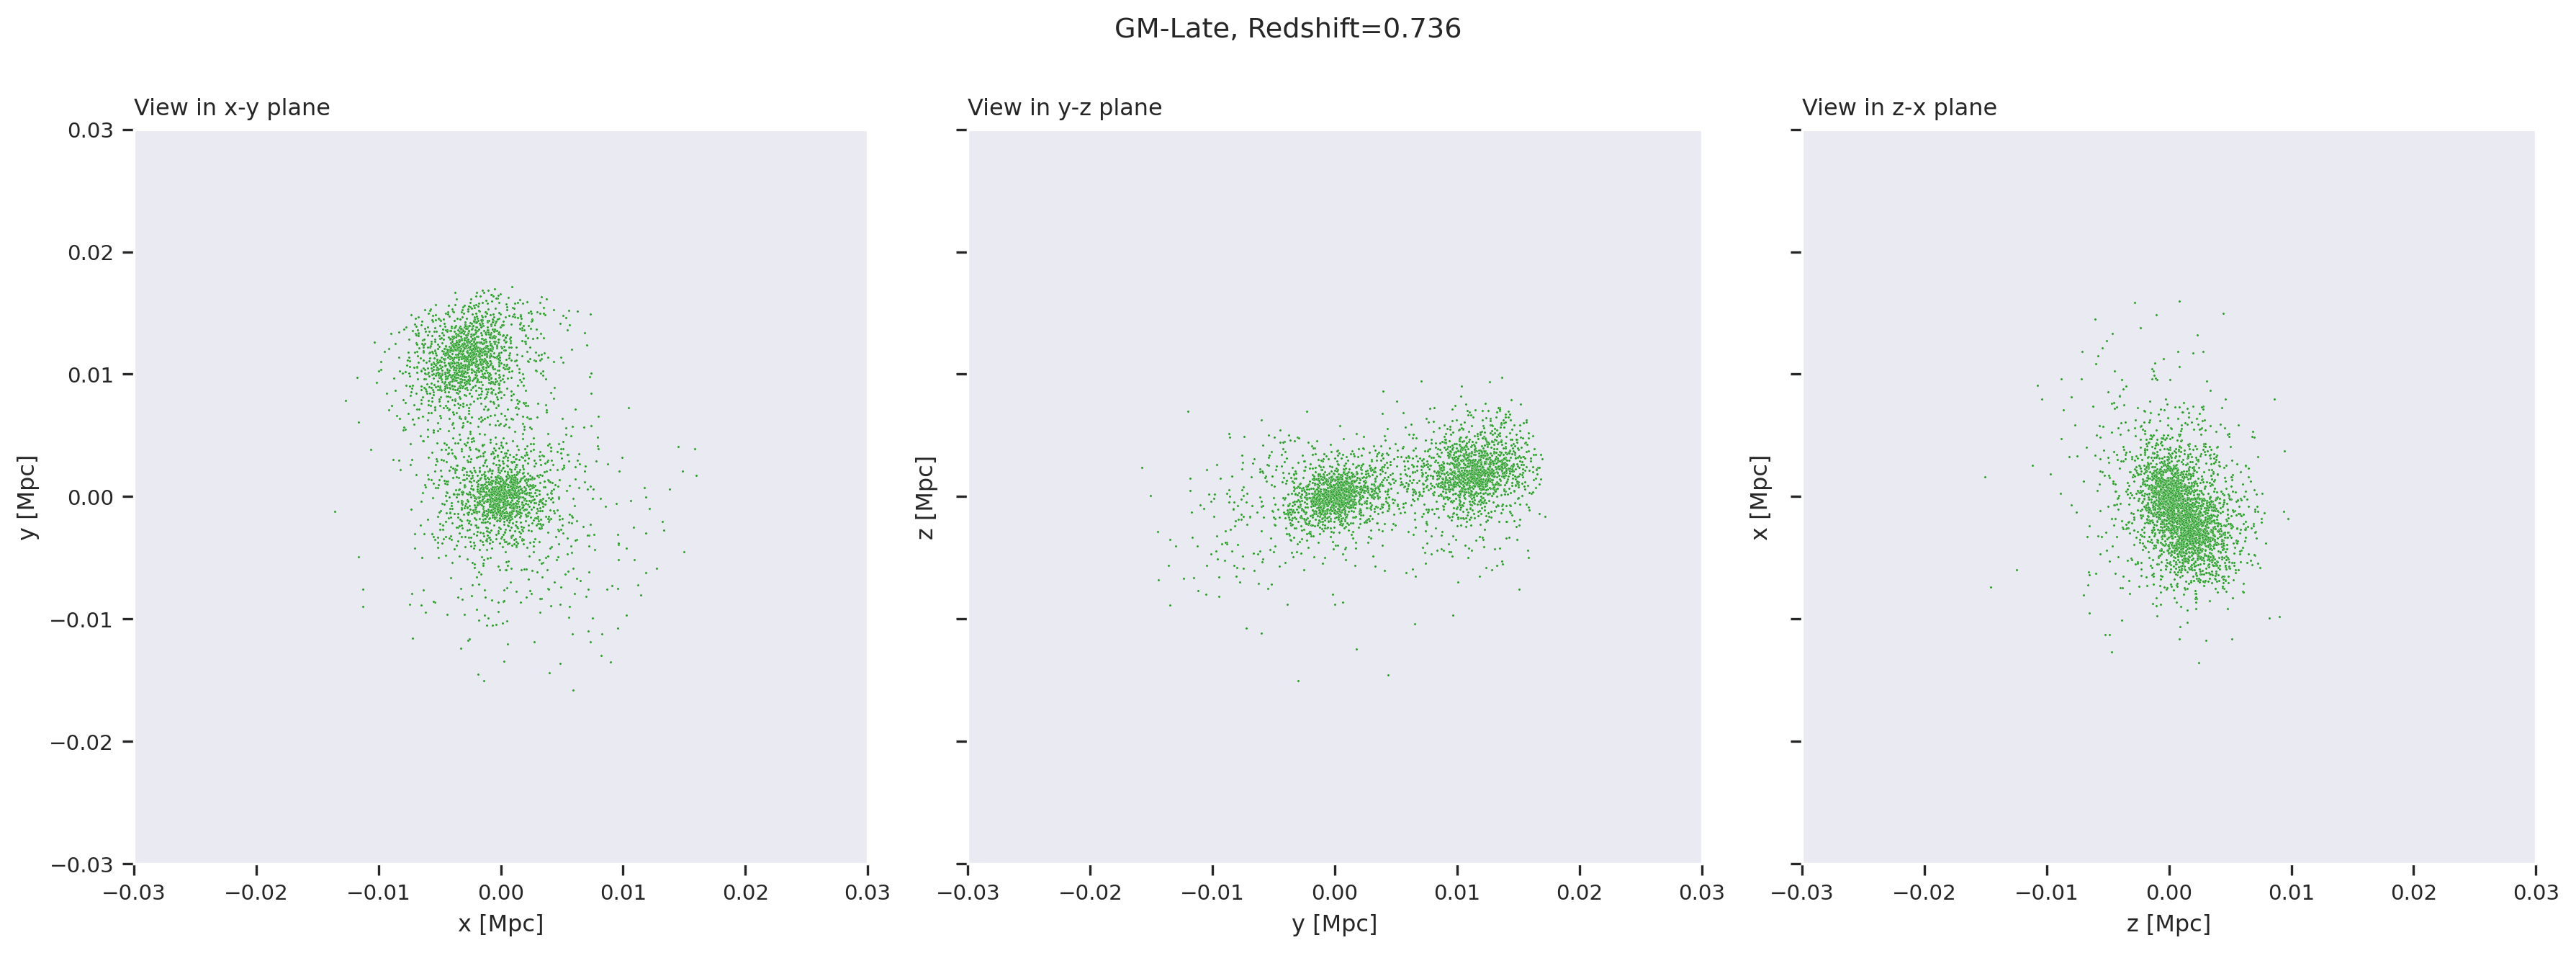 GM-Late, Redshift=0.736
View in x-y plane
View in y-z plane
View in z-x plane
0.03
0.02
0.01
0.00
−0.01
−0.02
−0.03
y [Mpc]
−0.03 −0.02 −0.01 0.00 0.01 0.02 0.03
x [Mpc]
z [Mpc]
−0.03 −0.02 −0.01 0.00 0.01 0.02 0.03
y [Mpc]
x [Mpc]
−0.03 −0.02 −0.01 0.00 0.01 0.02 0.03
z [Mpc]